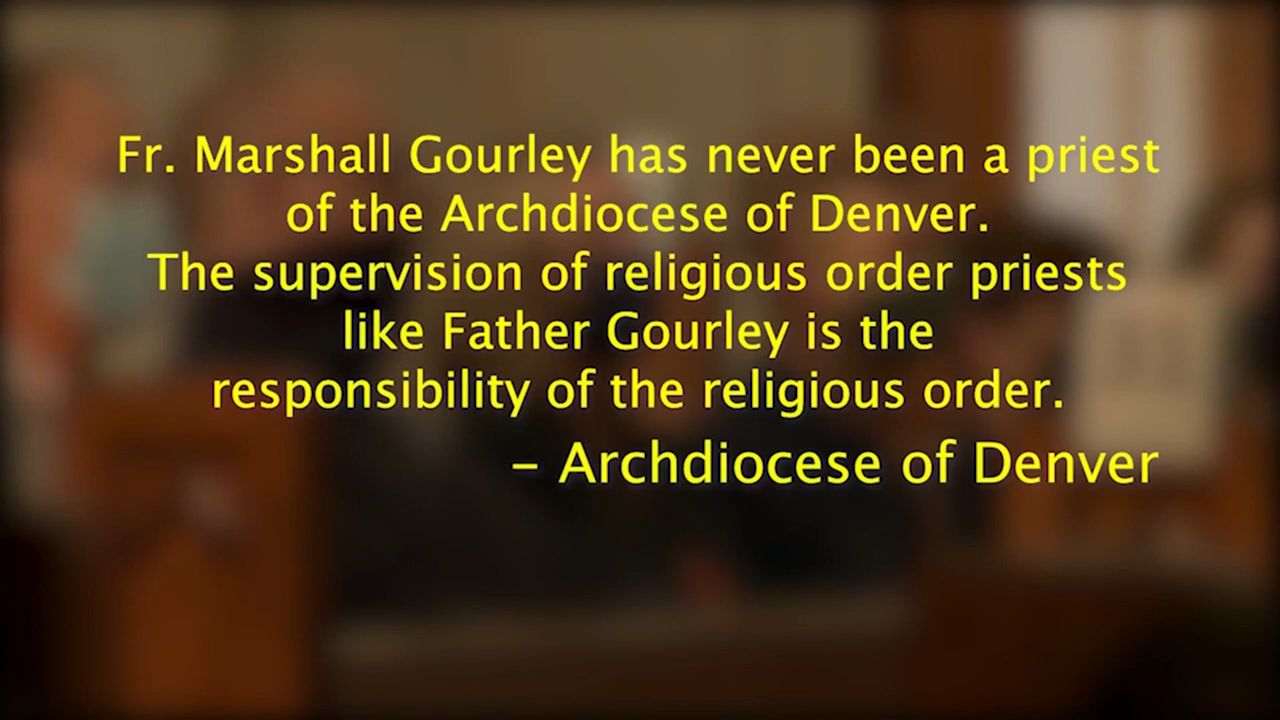 Fr. Marshall Gourley has never been a priest
of the Archdiocese of Denver.
The supervision of religious order priests
like Father Gourley is the
responsibility of the religious order.
– Archdiocese of Denver